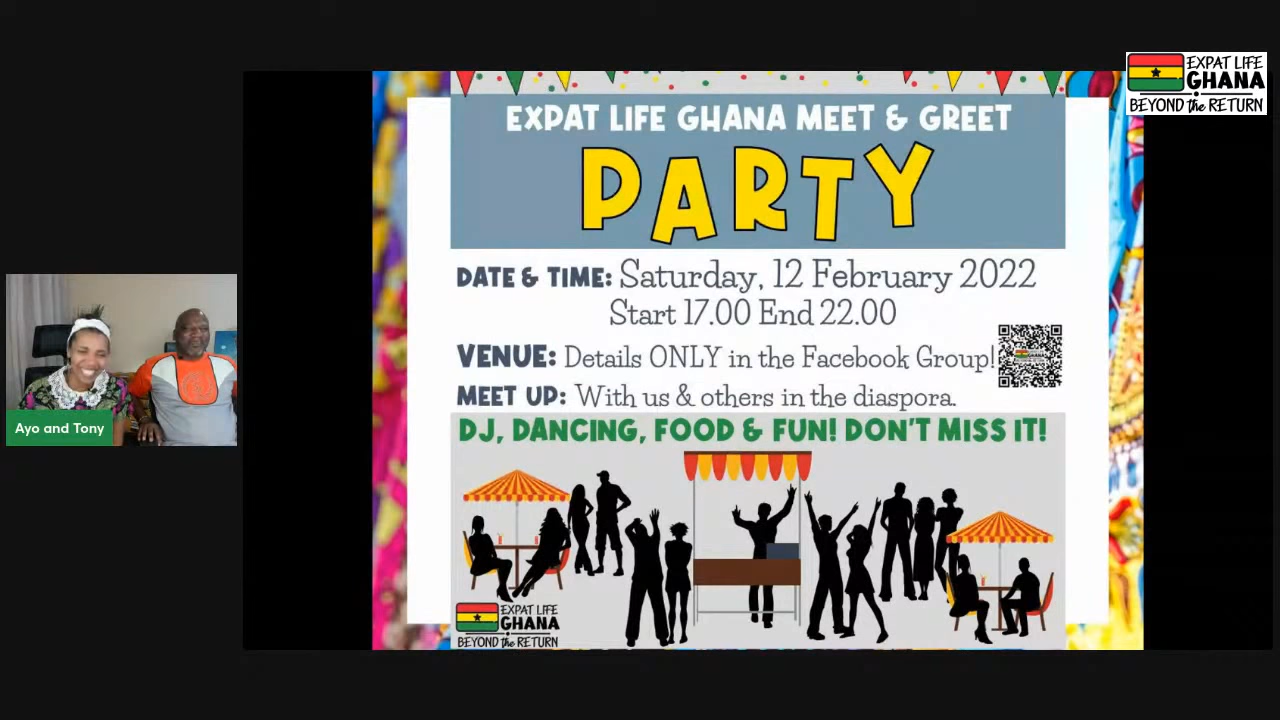 EXPAT LIFE
GHANA
BEYOND the RETURN
EXPAT LIFE GHANA MEET & GREET
PARTY
DATE & TIME: Saturday, 12 February 2022
Start 17.00 End 22.00
VENUE: Details ONLY in the Facebook Group!
MEET UP: With us & others in the diaspora.
DJ, DANCING, FOOD & FUN! DON'T MISS IT!
Ayo and Tony
EXPAT LIFE
GHANA
BEYOND the RETURN